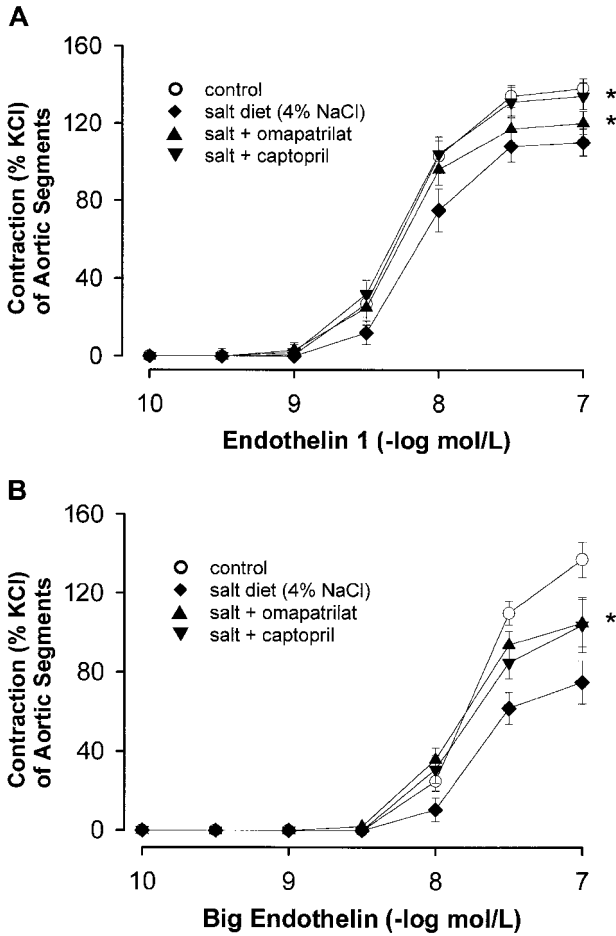 A
160
120
80
40
0
Contraction (% KCl)
of Aortic Segments
control
salt diet (4% NaCl)
salt + omapatrilat
salt + captopril
*
*
10 9 8 7
Endothelin 1 (-log mol/L)
B
160
120
80
40
0
Contraction (% KCl)
of Aortic Segments
control
salt diet (4% NaCl)
salt + omapatrilat
salt + captopril
*
10 9 8 7
Big Endothelin (-log mol/L)